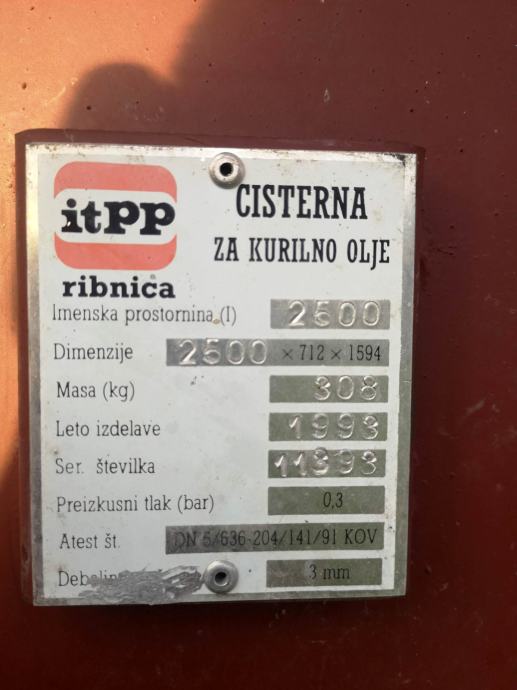 itPP
ribnica
CISTERNA
ZA KURILNO OLJE
Imenska prostornina (l) 2500
Dimenzije 2500 × 712 × 1594
Masa (kg) 308
Leto izdelave 1993
Ser. številka 11393
Preizkusni tlak (bar) 0,3
Atest št. DN 5/636-204/141/91 KOV
3 mm